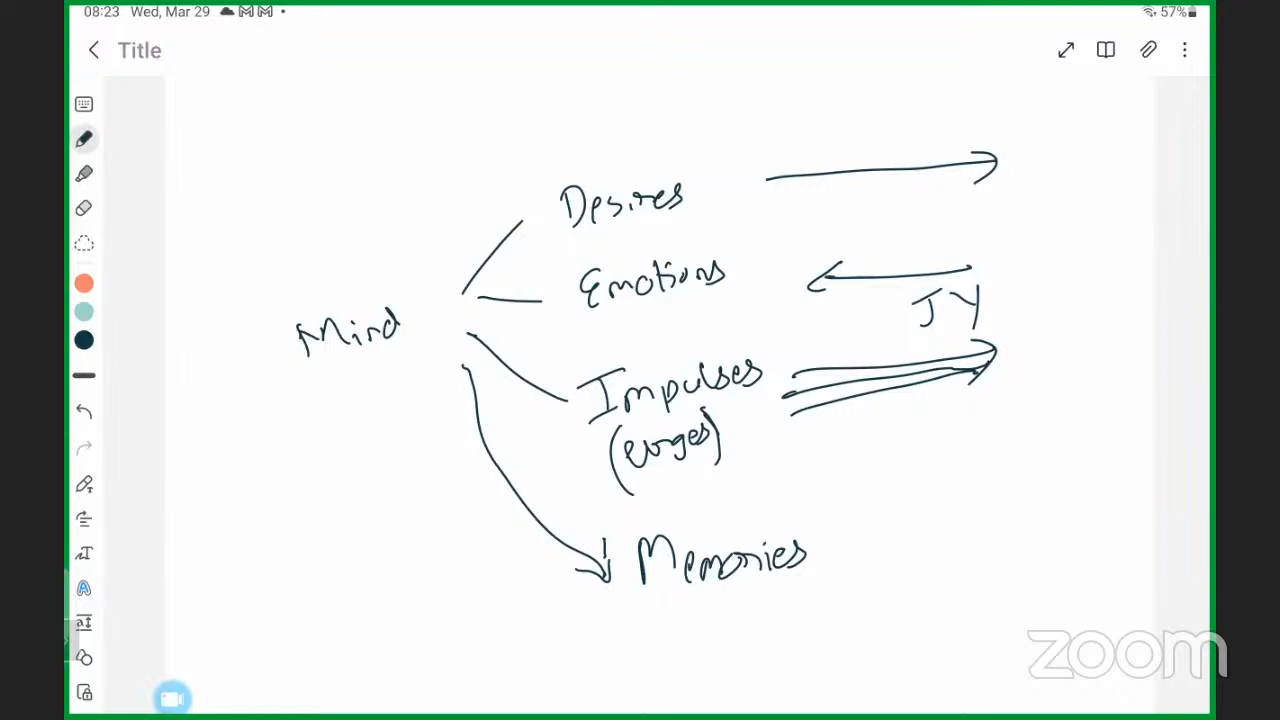 08:23 Wed, Mar 29
57%
Title
Desires
Emotions
JY
Mind
Impulses
(urges)
Memories
zoom